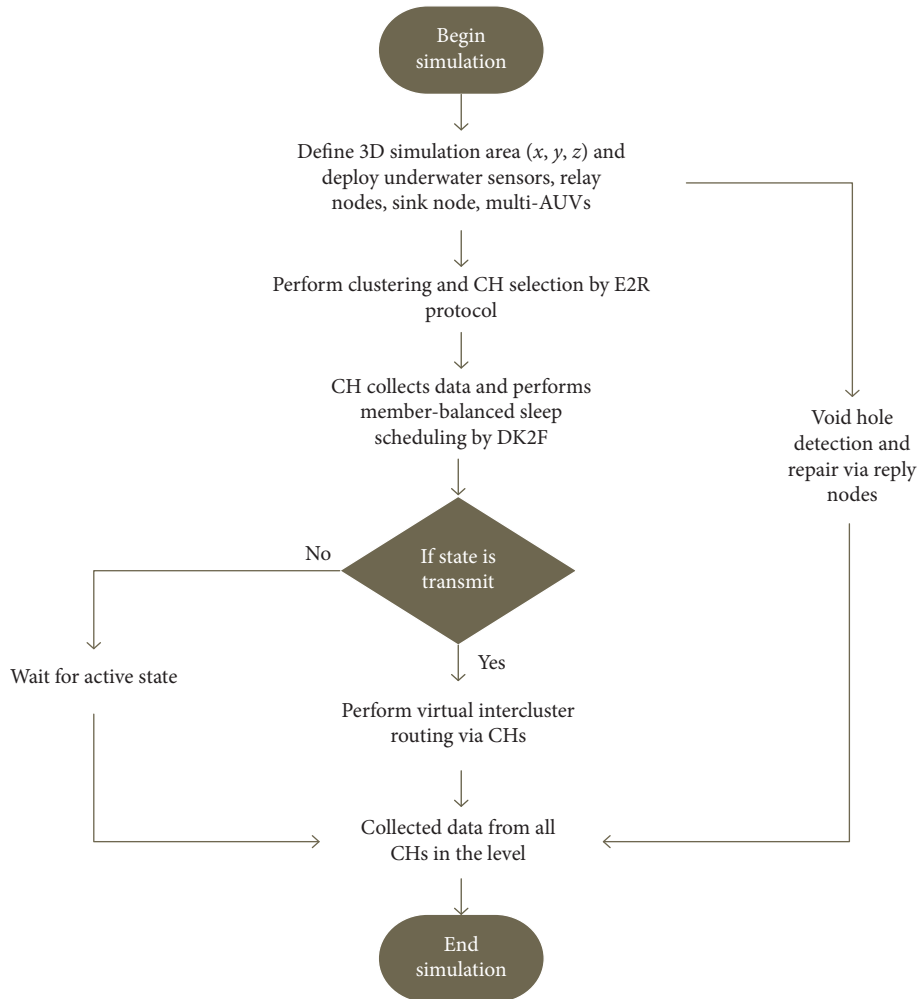 Begin
simulation
Define 3D simulation area (x, y, z) and
deploy underwater sensors, relay
nodes, sink node, multi-AUVs
Perform clustering and CH selection by E2R
protocol
CH collects data and performs
member-balanced sleep
scheduling by DK2F
Void hole
detection and
repair via reply
nodes
No
If state is
transmit
Yes
Wait for active state
Perform virtual intercluster
routing via CHs
Collected data from all
CHs in the level
End
simulation